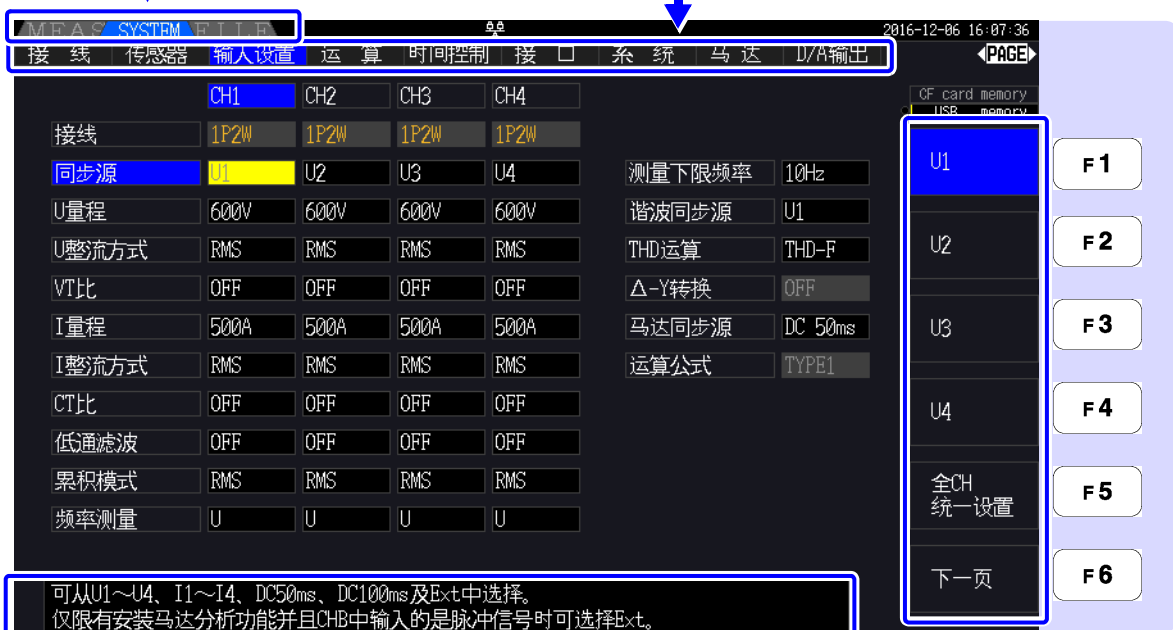 MEAS SYSTEM FILE 2016-12-06 16:07:36
接 线 传感器 输入设置 运 算 时间控制 接 口 系 统 马 达 D/A输出 PAGE
CF card memory
USB memory
CH1 CH2 CH3 CH4
接线 1P2W 1P2W 1P2W 1P2W
同步源 U1 U2 U3 U4 测量下限频率 10Hz
U量程 600V 600V 600V 600V 谐波同步源 U1
U整流方式 RMS RMS RMS RMS THD运算 THD-F
VT比 OFF OFF OFF OFF Δ-Y转换 OFF
I量程 500A 500A 500A 500A 马达同步源 DC 50ms
I整流方式 RMS RMS RMS RMS 运算公式 TYPE1
CT比 OFF OFF OFF OFF
低通滤波 OFF OFF OFF OFF
累积模式 RMS RMS RMS RMS
频率测量 U U U U
U1 F1
U2 F2
U3 F3
U4 F4
全CH
统一设置 F5
下一页 F6
可从U1～U4、I1～I4、DC50ms、DC100ms及Ext中选择。
仅限有安装马达分析功能并且CHB中输入的是脉冲信号时可选择Ext。